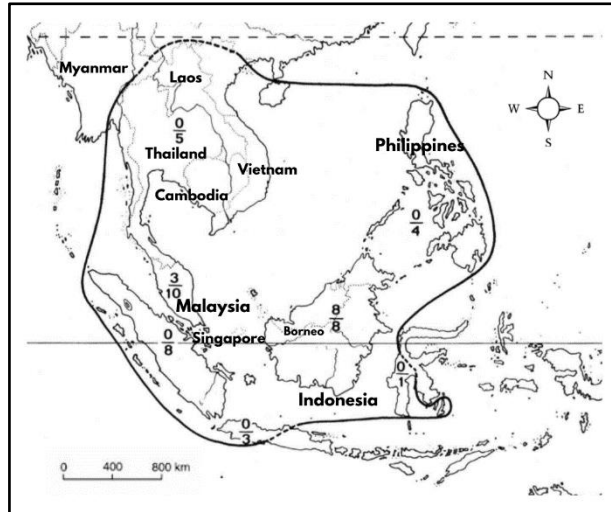 Myanmar
Laos
N
W E
S
0/5
Thailand
Philippines
Vietnam
Cambodia
0/4
3/10
Malaysia
8/8
0/8
Singapore
Borneo
0/1
Indonesia
0/3
0 400 800 km